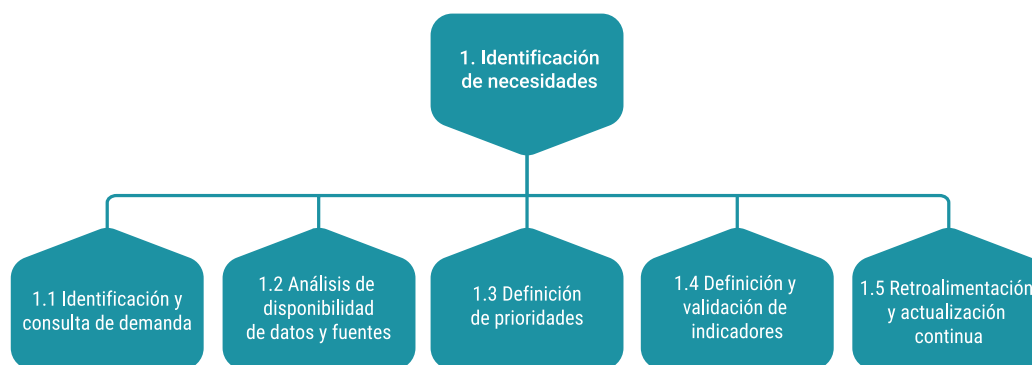 1. Identificación
de necesidades
1.1 Identificación y
consulta de demanda
1.2 Análisis de
disponibilidad
de datos y fuentes
1.3 Definición
de prioridades
1.4 Definición y
validación de
indicadores
1.5 Retroalimentación
y actualización
continua